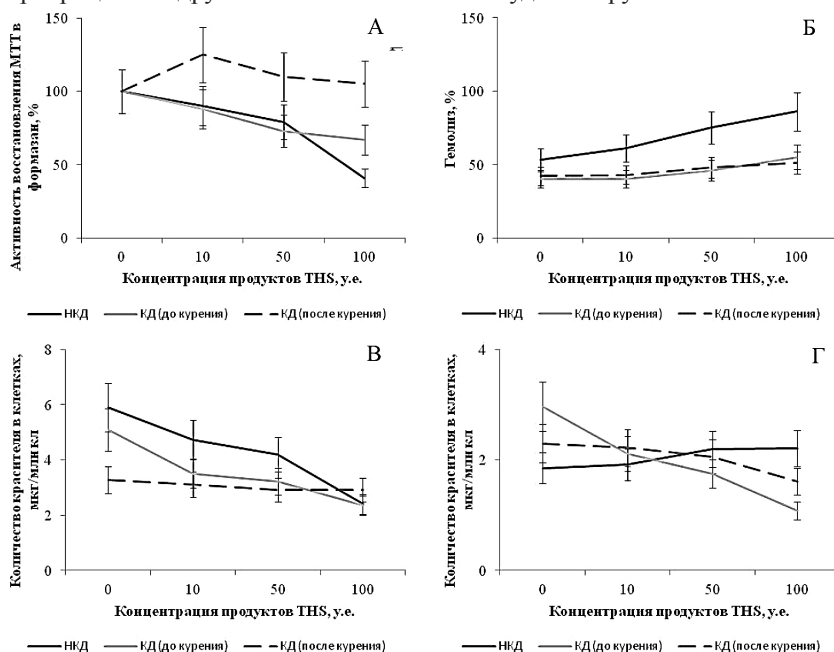 А
150
100
50
0
Активность восстановления МТТ в формазан, %
0 10 50 100
Концентрация продуктов THS, у.е.
НКД КД (до курения) КД (после курения)
Б
150
100
50
0
Гемолиз, %
0 10 50 100
Концентрация продуктов THS, у.е.
НКД КД (до курения) КД (после курения)
В
8
6
4
2
0
Количество красителя в клетках, мкг/млн кл
0 10 50 100
Концентрация продуктов THS, у.е.
НКД КД (до курения) КД (после курения)
Г
4
2
0
Количество красителя в клетках, мкг/млн кл
0 10 50 100
Концентрация продуктов THS, у.е.
НКД КД (до курения) КД (после курения)